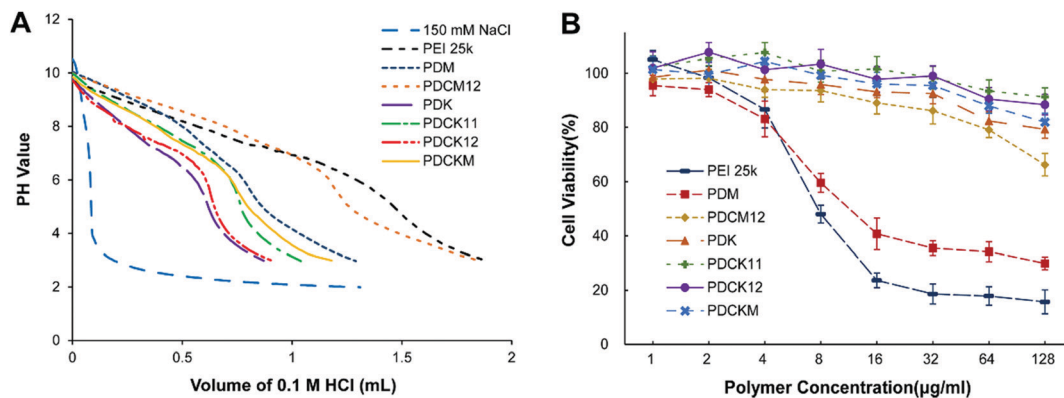 A
PH Value
12
10
8
6
4
2
0
0
0.5
1
1.5
2
Volume of 0.1 M HCl (mL)
150 mM NaCl
PEI 25k
PDM
PDCM12
PDK
PDCK11
PDCK12
PDCKM
B
Cell Viability(%)
120
100
80
60
40
20
0
1
2
4
8
16
32
64
128
Polymer Concentration(µg/ml)
PEI 25k
PDM
PDCM12
PDK
PDCK11
PDCK12
PDCKM